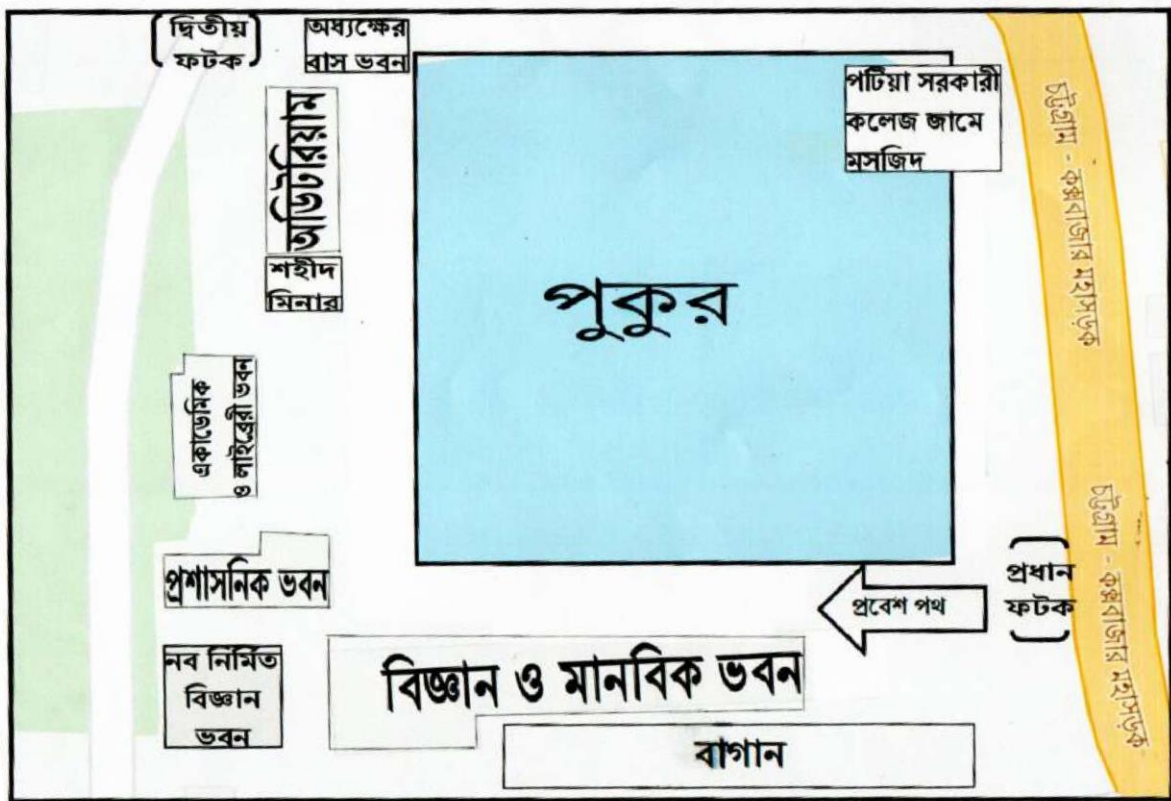 দ্বিতীয়
ফটক
অধ্যক্ষের
বাস ভবন
পটিয়া সরকারী
কলেজ জামে
মসজিদ
চট্টগ্রাম - কক্সবাজার মহাসড়ক
অডিটরিয়াম
শহীদ
মিনার
পুকুর
একাডেমিক
ও লাইব্রেরী ভবন
প্রশাসনিক ভবন
প্রবেশ পথ
প্রধান
ফটক
চট্টগ্রাম - কক্সবাজার মহাসড়ক
নব নির্মিত
বিজ্ঞান
ভবন
বিজ্ঞান ও মানবিক ভবন
বাগান